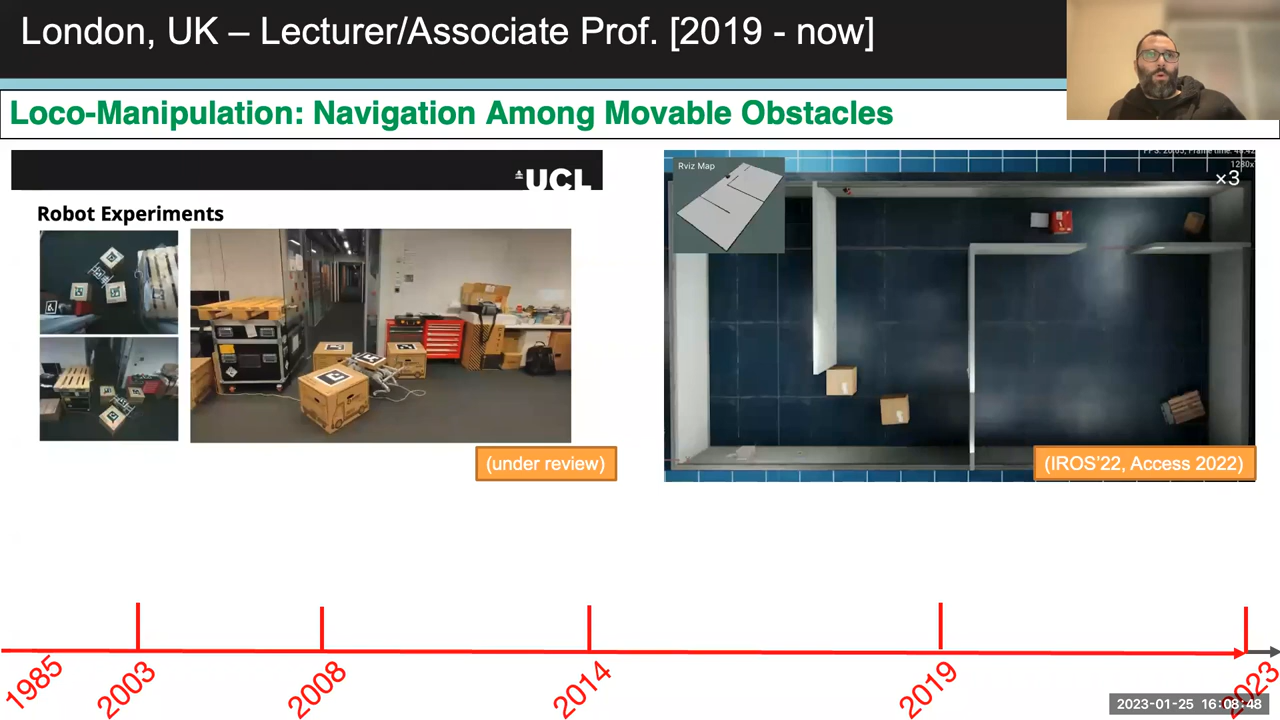 London, UK – Lecturer/Associate Prof. [2019 - now]
Loco-Manipulation: Navigation Among Movable Obstacles
UCL
Robot Experiments
(under review)
Rviz Map
1280x
×3
(IROS'22, Access 2022)
1985
2003
2008
2014
2019
2023
2023-01-25 16:08:48